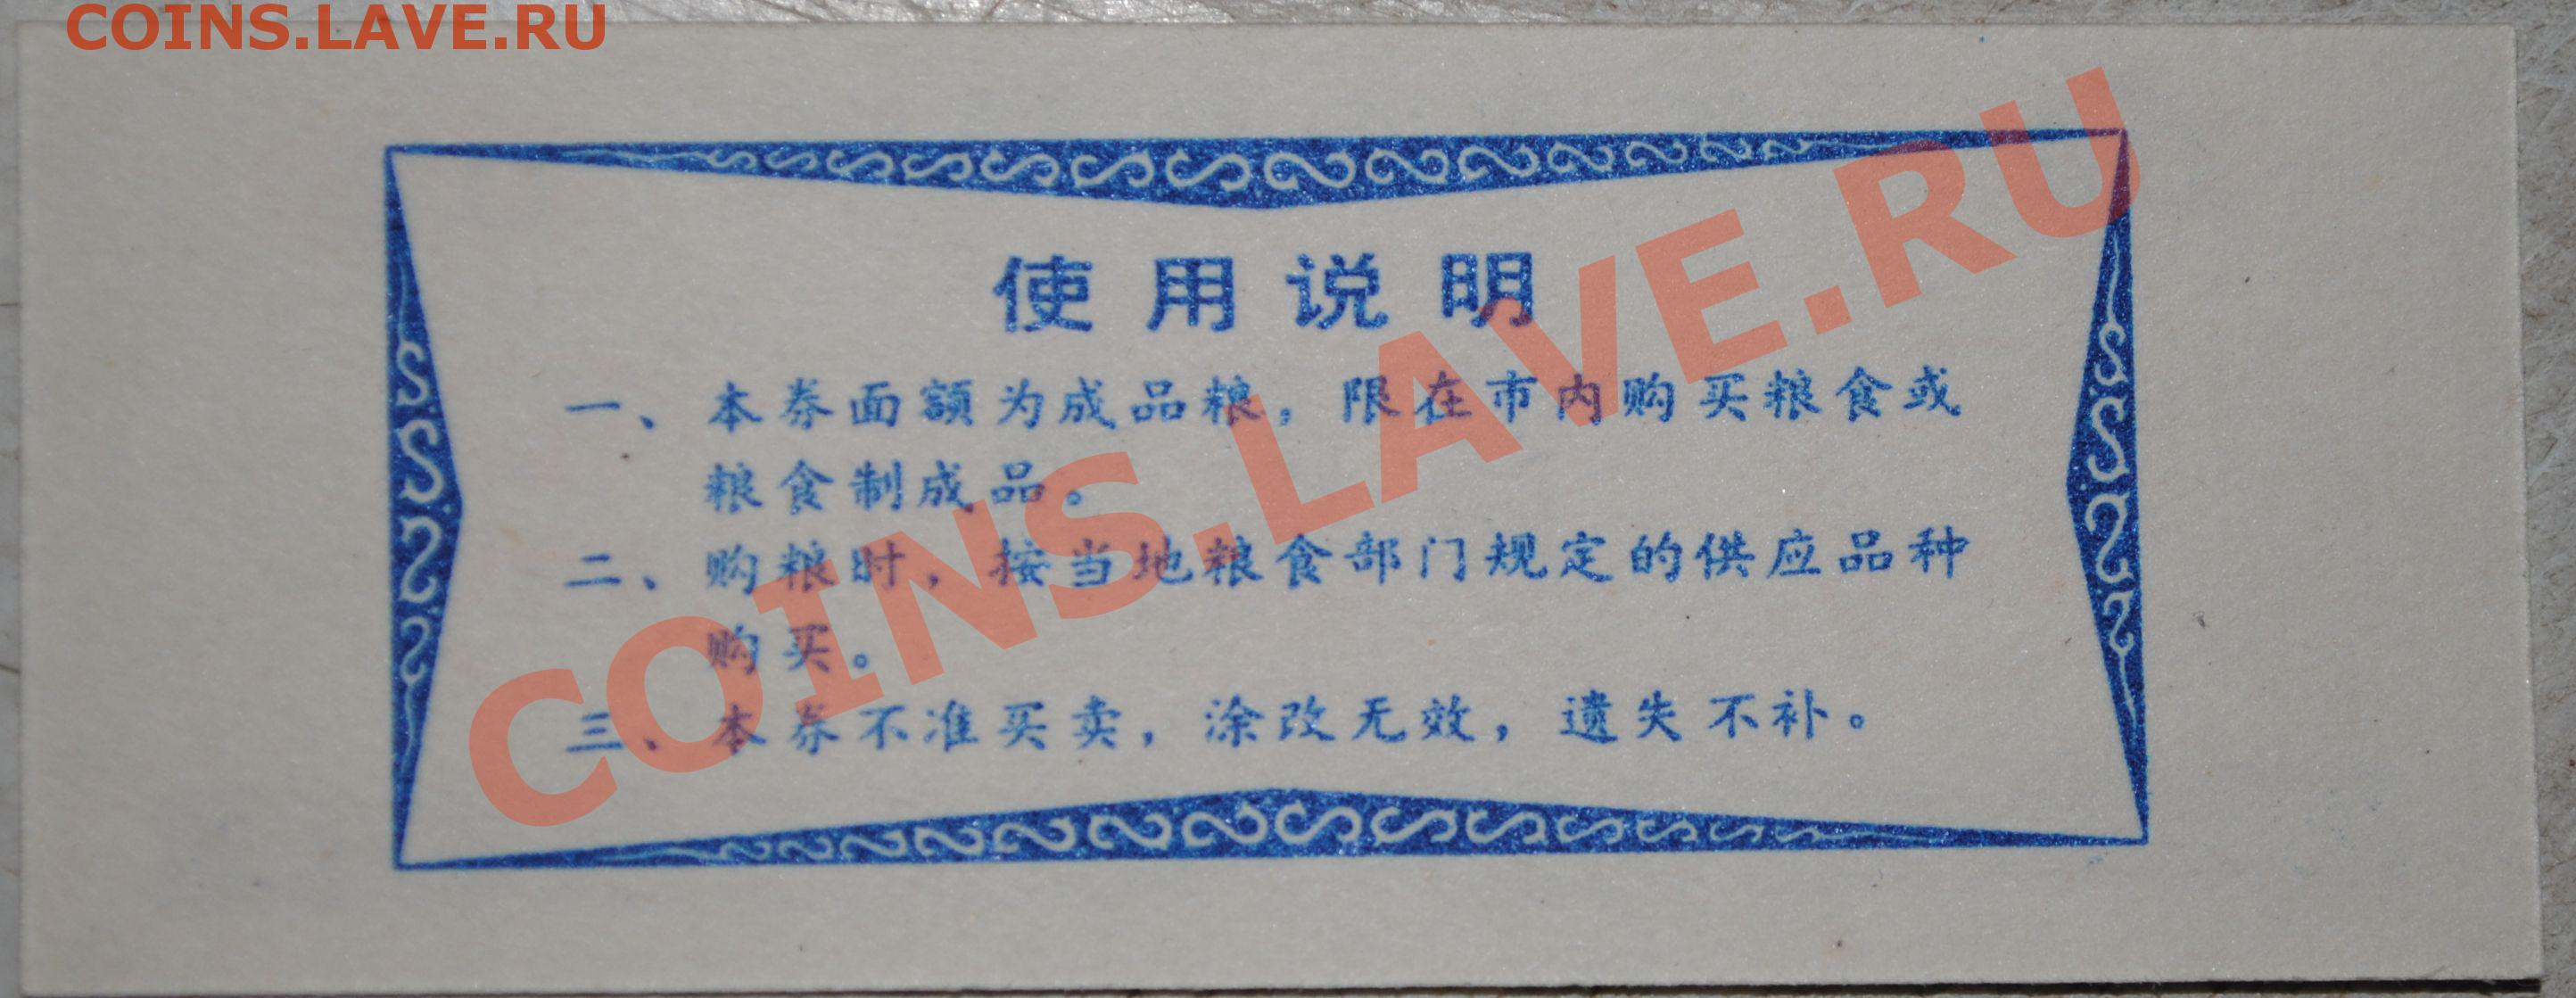 COINS.LAVE.RU
使用说明
一、本券面额为成品粮，限在市内购买粮食或
粮食制成品。
二、购粮时，按当地粮食部门规定的供应品种
购买。
三、本券不准买卖，涂改无效，遗失不补。
COINS.LAVE.RU